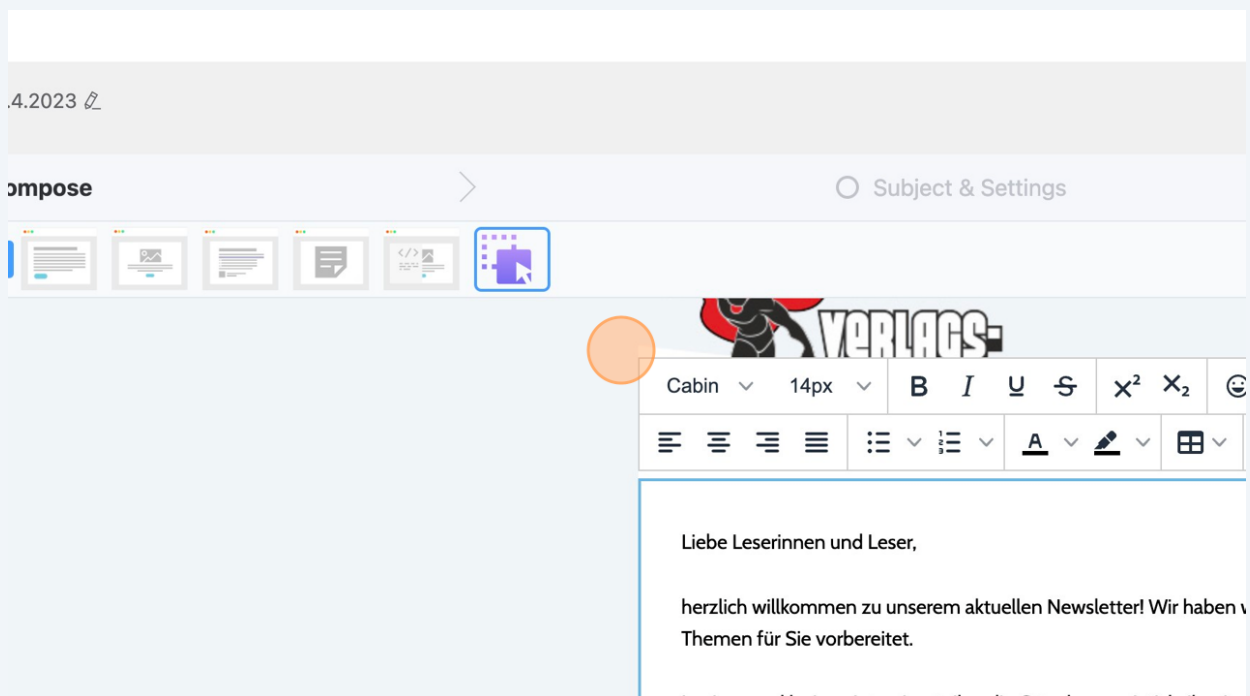 .4.2023
ompose
Subject & Settings
VERLAGS-
Cabin 14px B I U S X² X₂
A
Liebe Leserinnen und Leser,
herzlich willkommen zu unserem aktuellen Newsletter! Wir haben
Themen für Sie vorbereitet.